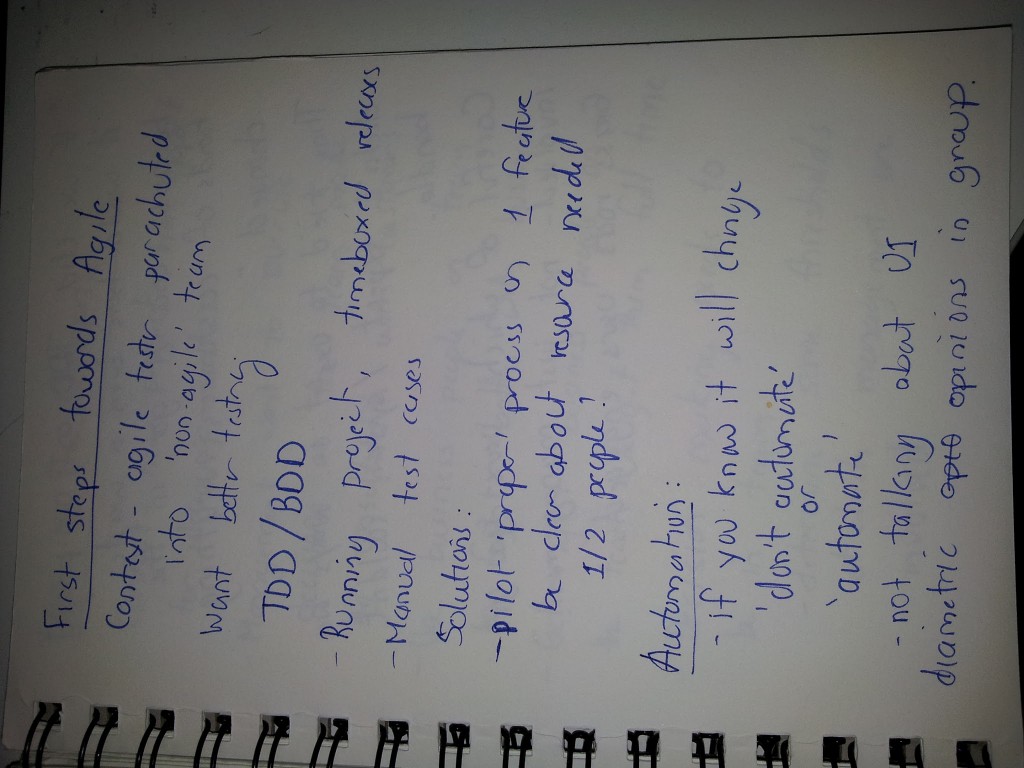 First steps towards Agile
Context - agile tester parachuted
into 'non-agile' team
Want better testing
TDD/BDD
- Running project, timeboxed releases
- Manual test cases
Solutions:
- pilot 'proper' process on 1 feature
be clear about resource needed
1/2 people?
Automation:
- if you know it will change
'don't automate'
or
'automate'
- not talking about UI
diametric opinions in group.